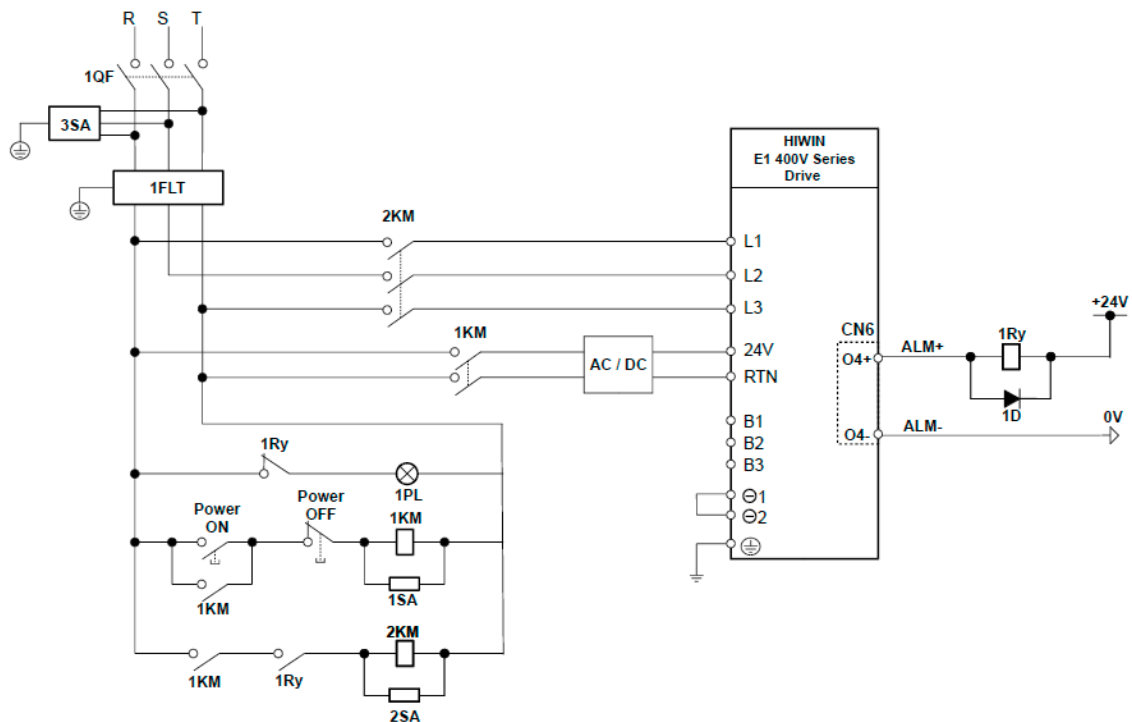 R S T
1QF
3SA
1FLT
HIWIN
E1 400V Series
Drive
2KM
L1
L2
L3
1KM
AC / DC
24V
RTN
CN6
O4+
ALM+
1Ry
+24V
1D
O4-
ALM-
0V
B1
B2
B3
⊖1
⊖2
1Ry
1PL
Power
ON
Power
OFF
1KM
1SA
1KM
2KM
1KM
1Ry
2SA